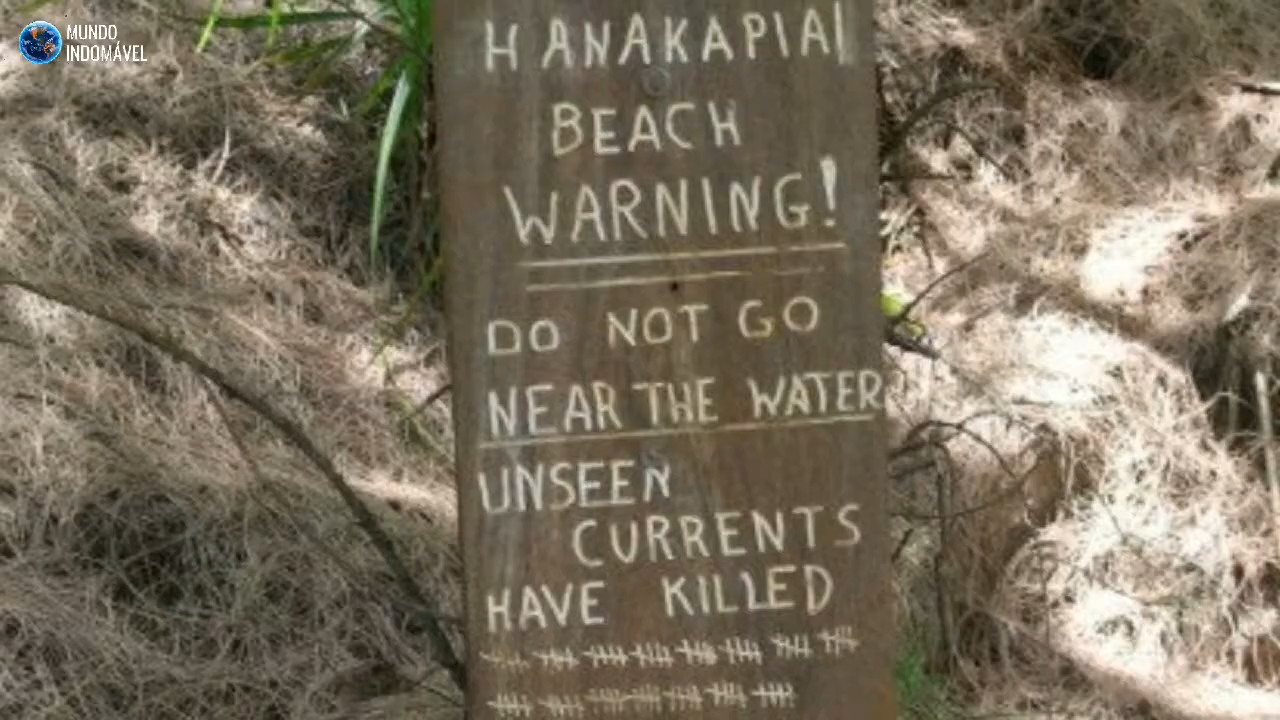 MUNDO
INDOMÁVEL
HANAKAPIAI
BEACH
WARNING!
DO NOT GO
NEAR THE WATER
UNSEEN
CURRENTS
HAVE KILLED